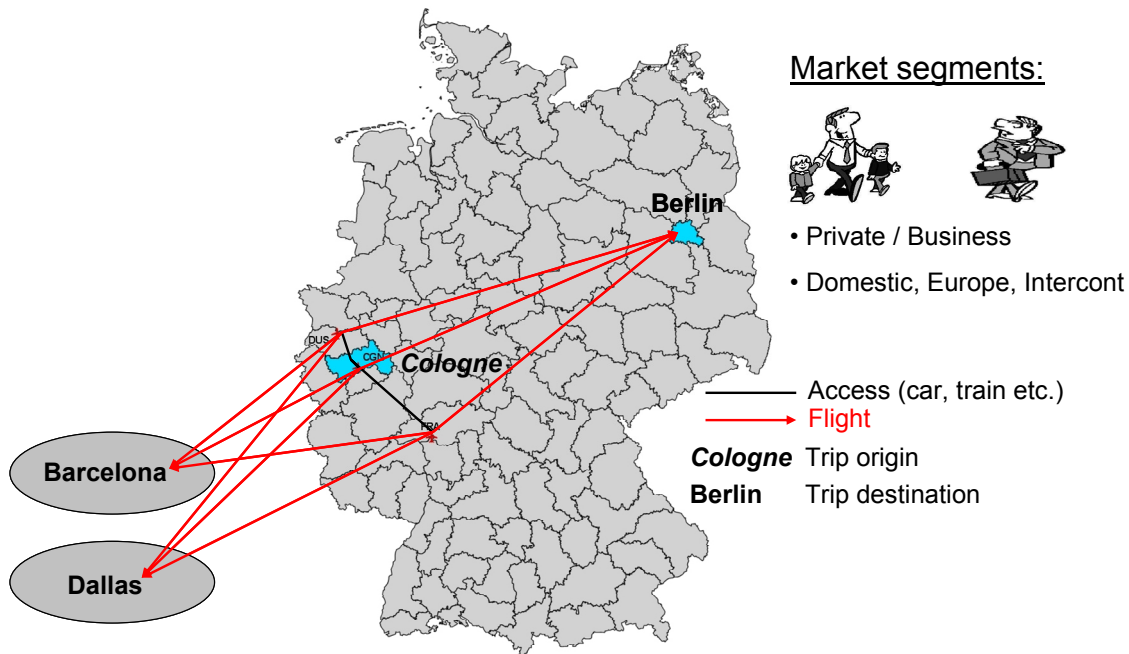 Market segments:
Berlin
• Private / Business
• Domestic, Europe, Intercont
DUS
CGN
Cologne
Access (car, train etc.)
FRA
Flight
Barcelona
Cologne Trip origin
Berlin Trip destination
Dallas